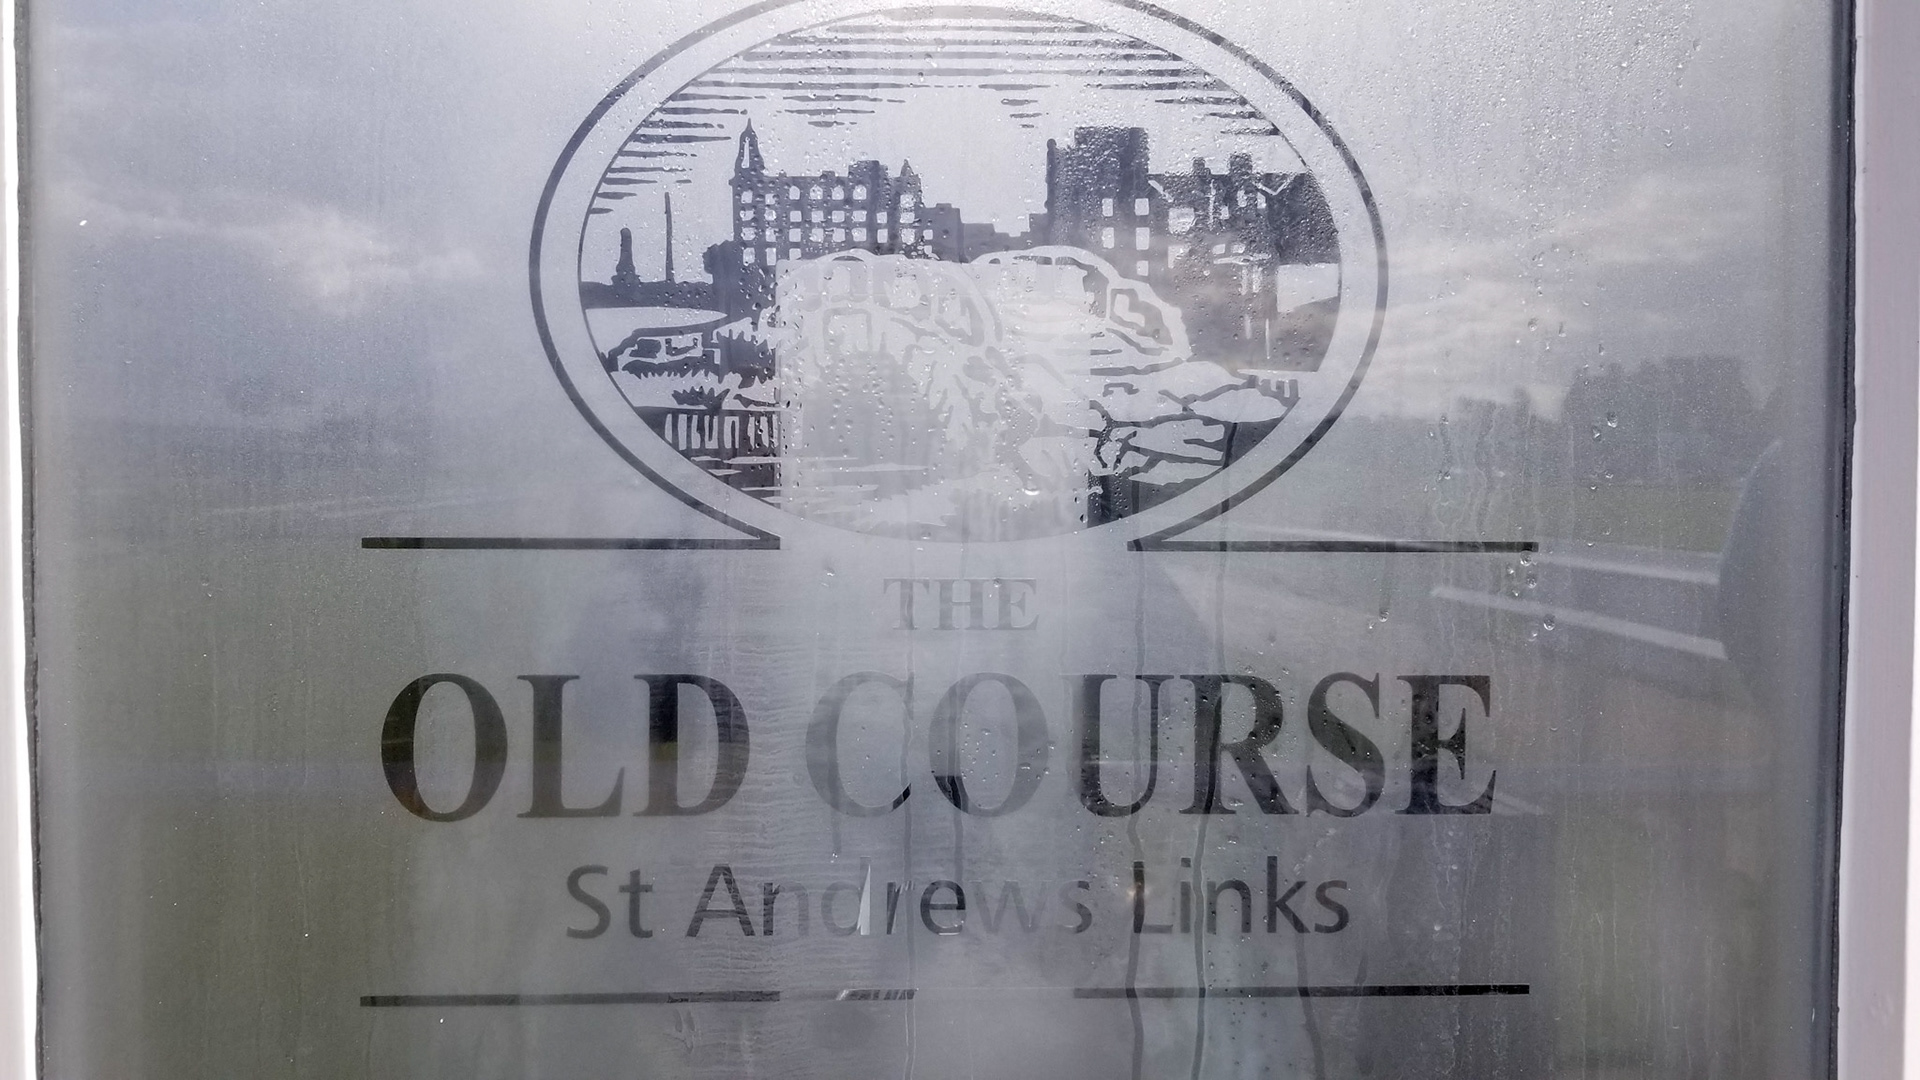 THE
OLD COURSE
St Andrews Links